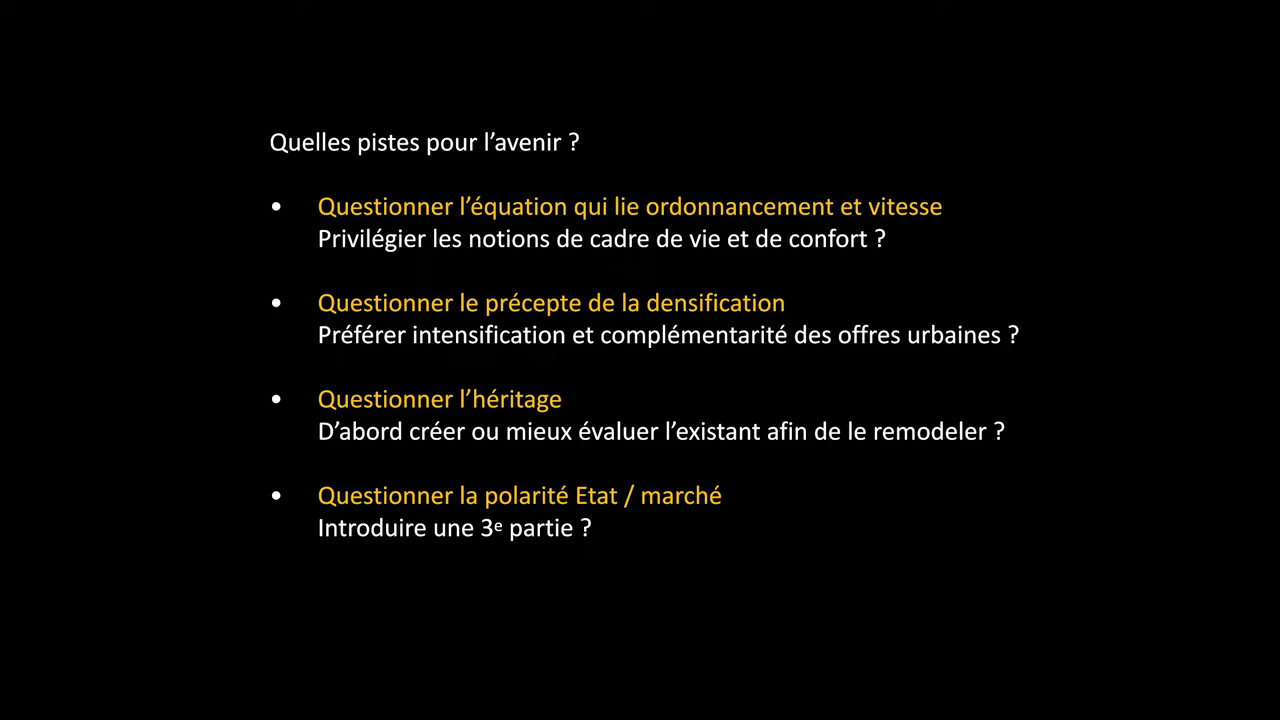 Quelles pistes pour l’avenir ?
• Questionner l’équation qui lie ordonnancement et vitesse
Privilégier les notions de cadre de vie et de confort ?
• Questionner le précepte de la densification
Préférer intensification et complémentarité des offres urbaines ?
• Questionner l’héritage
D’abord créer ou mieux évaluer l’existant afin de le remodeler ?
• Questionner la polarité Etat / marché
Introduire une 3e partie ?